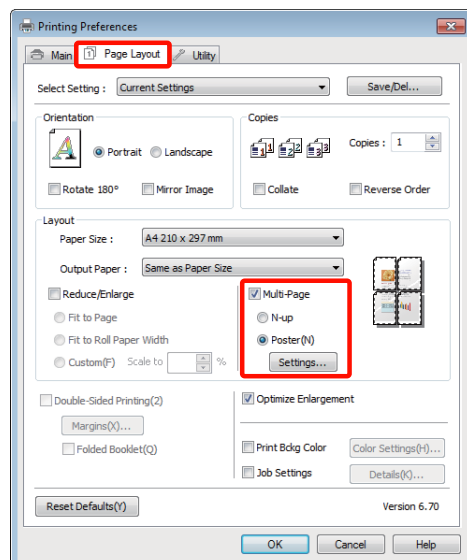 Printing Preferences
Main Page Layout Utility
Select Setting : Current Settings Save/Del...
Orientation
Portrait Landscape
Rotate 180° Mirror Image
Copies
Copies : 1
Collate Reverse Order
Layout
Paper Size : A4 210 x 297 mm
Output Paper : Same as Paper Size
Reduce/Enlarge
Fit to Page
Fit to Roll Paper Width
Custom(F) Scale to %
Multi-Page
N-up
Poster(N)
Settings...
Double-Sided Printing(2)
Margins(X)...
Folded Booklet(Q)
Optimize Enlargement
Print Bckg Color Color Settings(H)...
Job Settings Details(K)...
Reset Defaults(Y) Version 6.70
OK Cancel Help